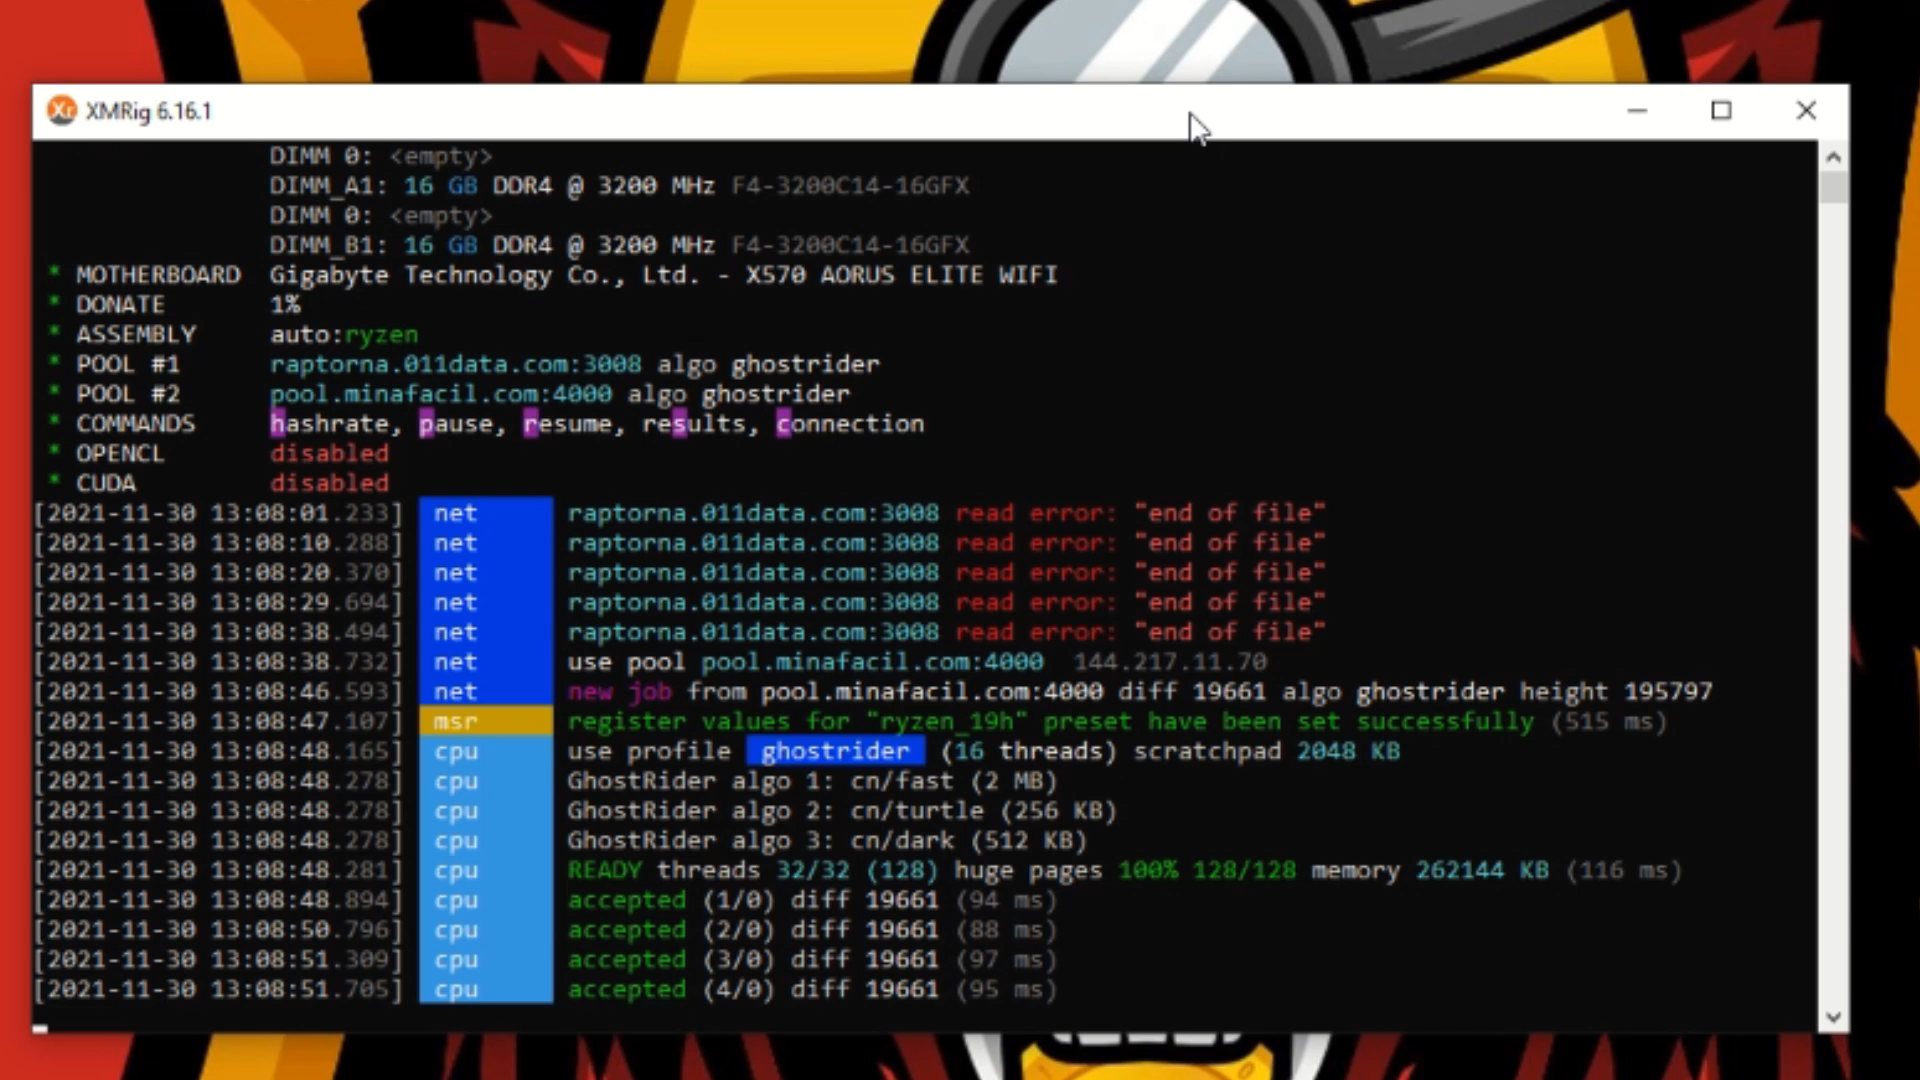 XMRig 6.16.1
DIMM 0: <empty>
DIMM_A1: 16 GB DDR4 @ 3200 MHz F4-3200C14-16GFX
DIMM 0: <empty>
DIMM_B1: 16 GB DDR4 @ 3200 MHz F4-3200C14-16GFX
* MOTHERBOARD Gigabyte Technology Co., Ltd. - X570 AORUS ELITE WIFI
* DONATE 1%
* ASSEMBLY auto:ryzen
* POOL #1 raptorna.011data.com:3008 algo ghostrider
* POOL #2 pool.minafacil.com:4000 algo ghostrider
* COMMANDS hashrate, pause, resume, results, connection
* OPENCL disabled
* CUDA disabled
[2021-11-30 13:08:01.233] net raptorna.011data.com:3008 read error: "end of file"
[2021-11-30 13:08:10.288] net raptorna.011data.com:3008 read error: "end of file"
[2021-11-30 13:08:20.370] net raptorna.011data.com:3008 read error: "end of file"
[2021-11-30 13:08:29.694] net raptorna.011data.com:3008 read error: "end of file"
[2021-11-30 13:08:38.494] net raptorna.011data.com:3008 read error: "end of file"
[2021-11-30 13:08:38.732] net use pool pool.minafacil.com:4000 144.217.11.70
[2021-11-30 13:08:46.593] net new job from pool.minafacil.com:4000 diff 19661 algo ghostrider height 195797
[2021-11-30 13:08:47.107] msr register values for "ryzen_19h" preset have been set successfully (515 ms)
[2021-11-30 13:08:48.165] cpu use profile ghostrider (16 threads) scratchpad 2048 KB
[2021-11-30 13:08:48.278] cpu GhostRider algo 1: cn/fast (2 MB)
[2021-11-30 13:08:48.278] cpu GhostRider algo 2: cn/turtle (256 KB)
[2021-11-30 13:08:48.278] cpu GhostRider algo 3: cn/dark (512 KB)
[2021-11-30 13:08:48.281] cpu READY threads 32/32 (128) huge pages 100% 128/128 memory 262144 KB (116 ms)
[2021-11-30 13:08:48.894] cpu accepted (1/0) diff 19661 (94 ms)
[2021-11-30 13:08:50.796] cpu accepted (2/0) diff 19661 (88 ms)
[2021-11-30 13:08:51.309] cpu accepted (3/0) diff 19661 (97 ms)
[2021-11-30 13:08:51.705] cpu accepted (4/0) diff 19661 (95 ms)